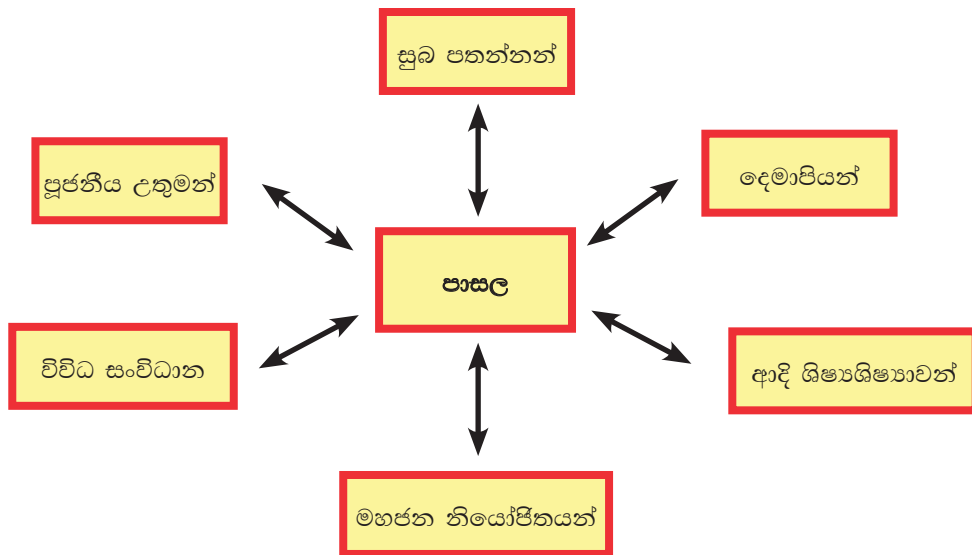 සුබ පතන්නන්
පූජනීය උතුමන්
දෙමාපියන්
පාසල
විවිධ සංවිධාන
ආදි ශිෂ්‍යශිෂ්‍යාවන්
මහජන නියෝජිතයන්